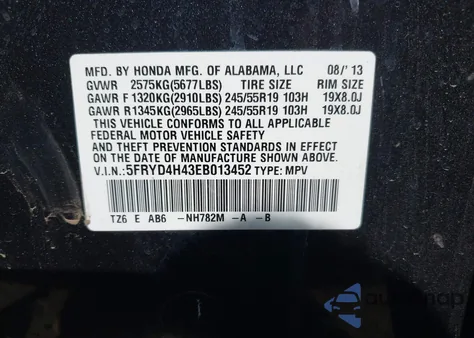 MFD. BY HONDA MFG. OF ALABAMA, LLC 08/'13
GVWR 2575KG(5677LBS) TIRE SIZE RIM SIZE
GAWR F 1320KG(2910LBS) 245/55R19 103H 19X8.0J
GAWR R1345KG(2965LBS) 245/55R19 103H 19X8.0J
THIS VEHICLE CONFORMS TO ALL APPLICABLE
FEDERAL MOTOR VEHICLE SAFETY AND
THEFT PREVENTION STANDARDS IN EFFECT ON THE
DATE OF MANUFACTURE SHOWN ABOVE.
V.I.N.:5FRYD4H43EB013452 TYPE: MPV
TZ6 E AB6 -NH782M -A -B